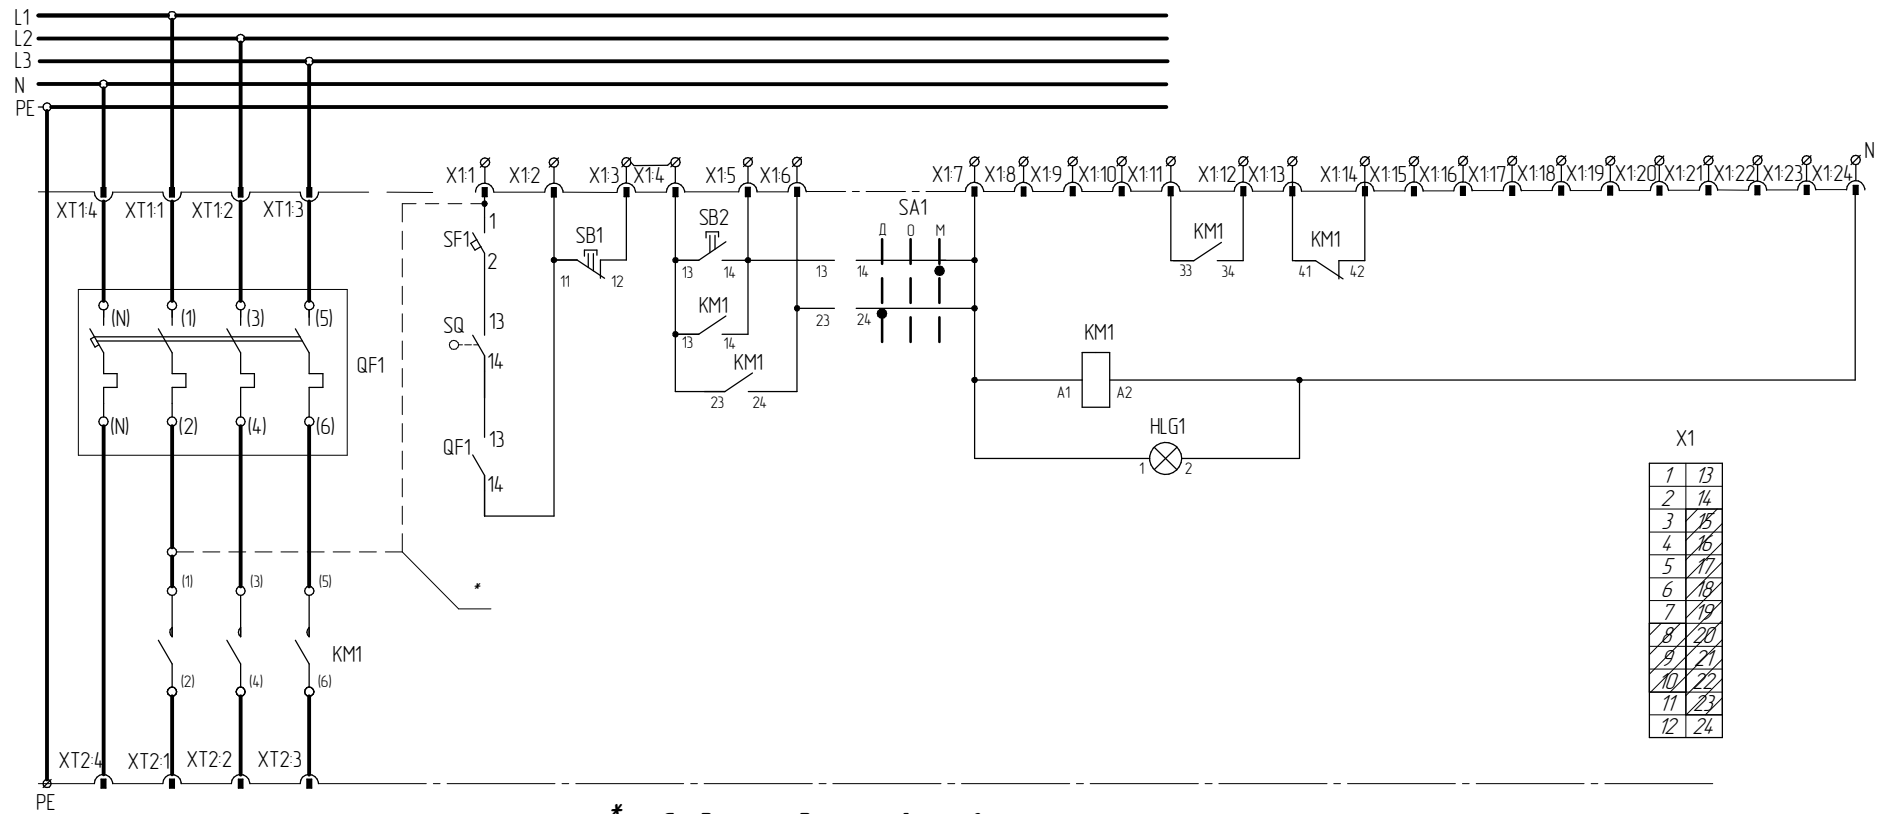 L1
L2
L3
N
PE
N
X1:1 X1:2 X1:3 X1:4 X1:5 X1:6 X1:7 X1:8 X1:9 X1:10 X1:11 X1:12 X1:13 X1:14 X1:15 X1:16 X1:17 X1:18 X1:19 X1:20 X1:21 X1:22 X1:23 X1:24
XT1:4 XT1:1 XT1:2 XT1:3
SF1 1
2
SB1
11 12
SB2
13 14
SA1
Д О М
13 14
23 24
KM1
33 34
KM1
41 42
(N) (1) (3) (5)
QF1
(N) (2) (4) (6)
SQ 13
14
KM1
13 14
KM1
23 24
KM1
A1 A2
HLG1
1 2
QF1 13
14
*
(1) (3) (5)
KM1
(2) (4) (6)
X1
1 13
2 14
3 15
4 16
5 17
6 18
7 19
8 20
9 21
10 22
11 23
12 24
XT2:4 XT2:1 XT2:2 XT2:3
PE
*